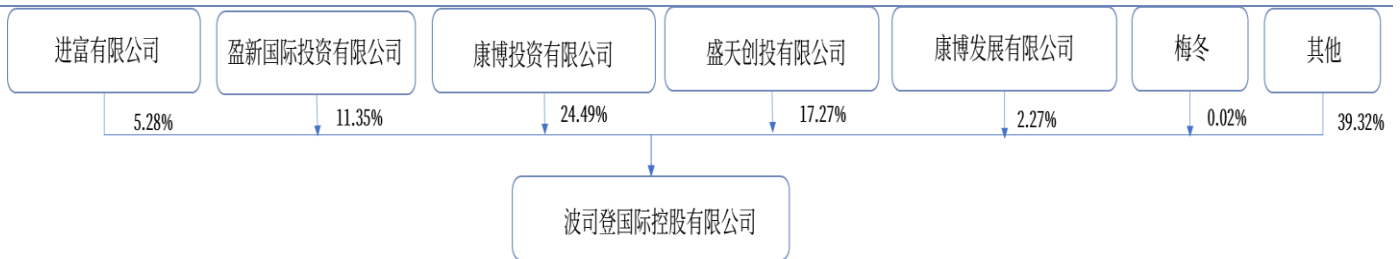 进富有限公司
盈新国际投资有限公司
康博投资有限公司
盛天创投有限公司
康博发展有限公司
梅冬
其他
5.28%
11.35%
24.49%
17.27%
2.27%
0.02%
39.32%
波司登国际控股有限公司